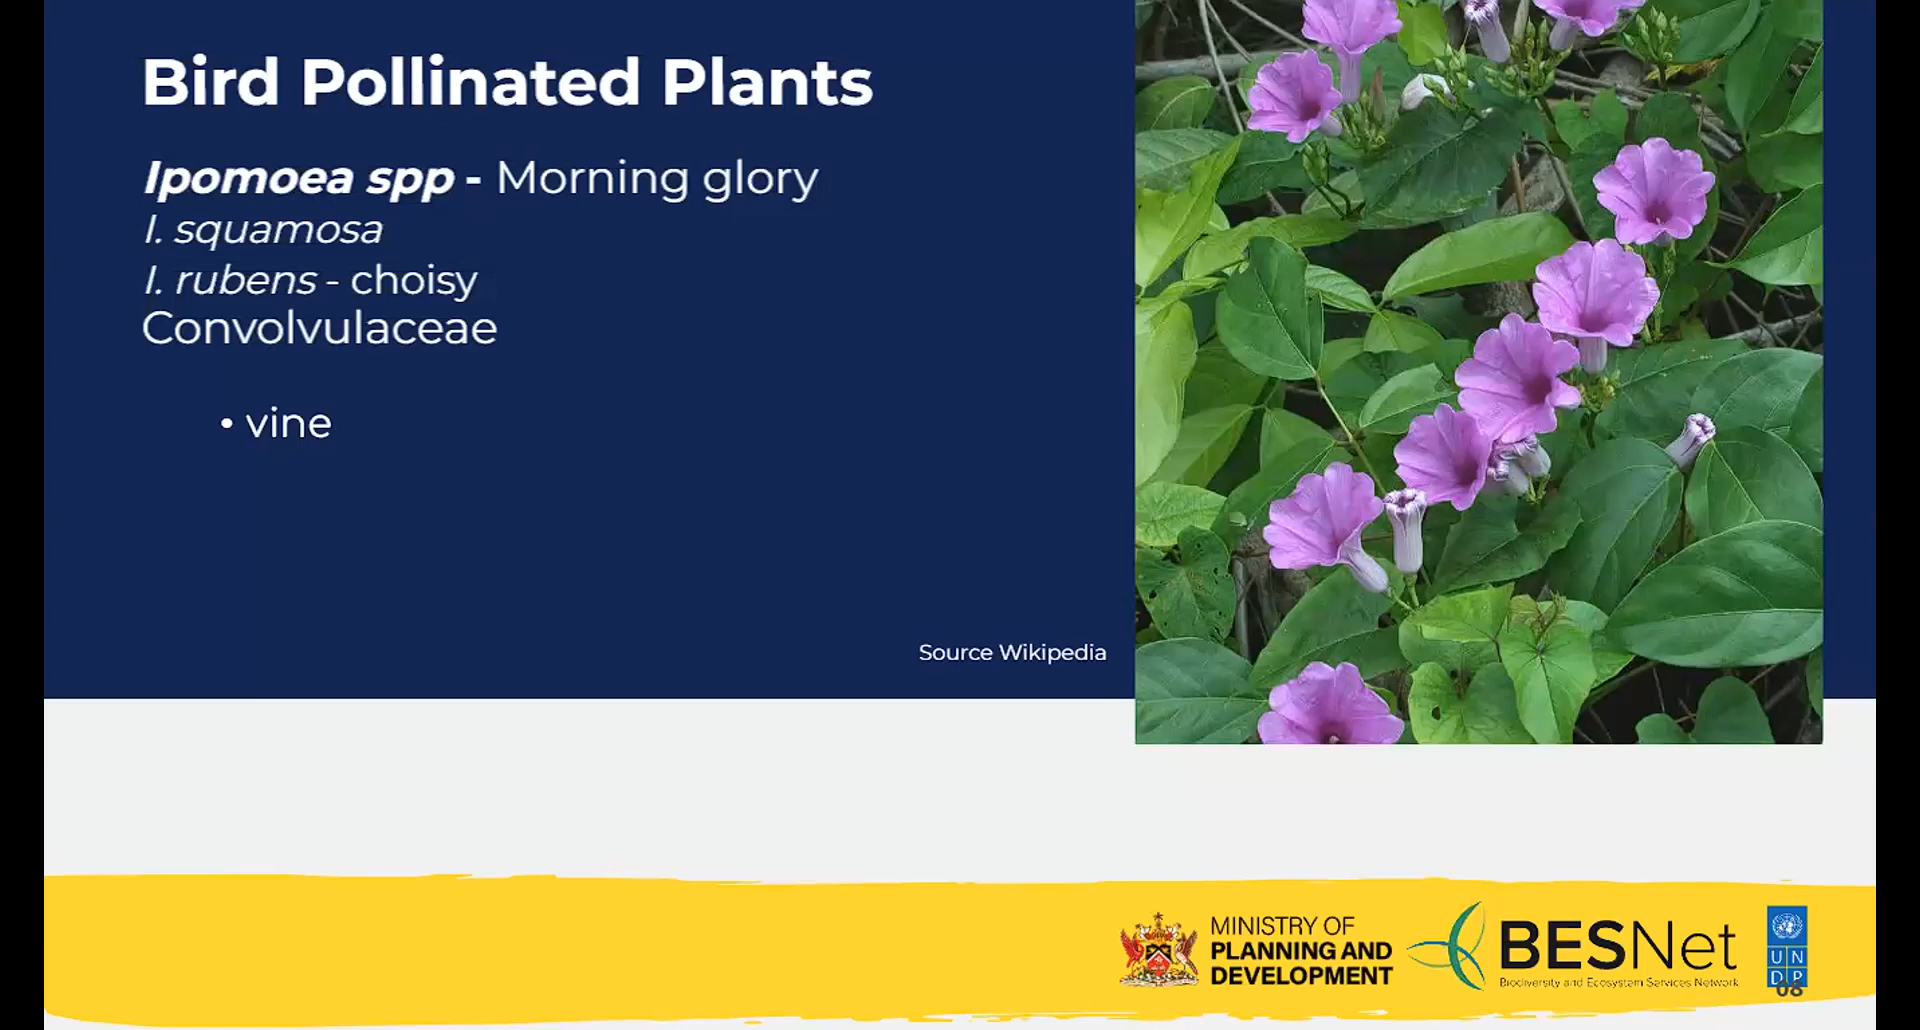 Bird Pollinated Plants
Ipomoea spp - Morning glory
I. squamosa
I. rubens - choisy
Convolvulaceae
• vine
Source Wikipedia
MINISTRY OF
PLANNING AND
DEVELOPMENT
BESNet
Biodiversity and Ecosystem Services Network
U N
D P
08